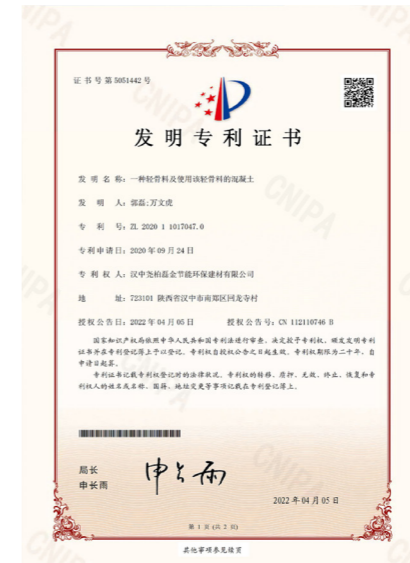 证书号第5051442号
发明专利证书
发 明 名 称：一种轻骨料及使用该轻骨料的混凝土
发 明 人：郭磊;万文虎
专 利 号：ZL 2020 1 1017047.0
专利申请日：2020年09月24日
专 利 权 人：汉中尧柏磊金节能环保建材有限公司
地 址：723101 陕西省汉中市南郑区回龙寺村
授权公告日：2022年04月05日 授权公告号：CN 112110746 B
国家知识产权局依照中华人民共和国专利法进行审查，决定授予专利权，颁发发明专利
证书并在专利登记簿上予以登记。专利权自授权公告之日起生效。专利权期限为二十年，自
申请日起算。
专利证书记载专利权登记时的法律状况。专利权的转移、质押、无效、终止、恢复和专
利权人的姓名或名称、国籍、地址变更等事项记载在专利登记簿上。
局长
申长雨
申长雨
2022年04月05日
第 1 页 (共 2 页)
其他事项参见续页
CNIPA